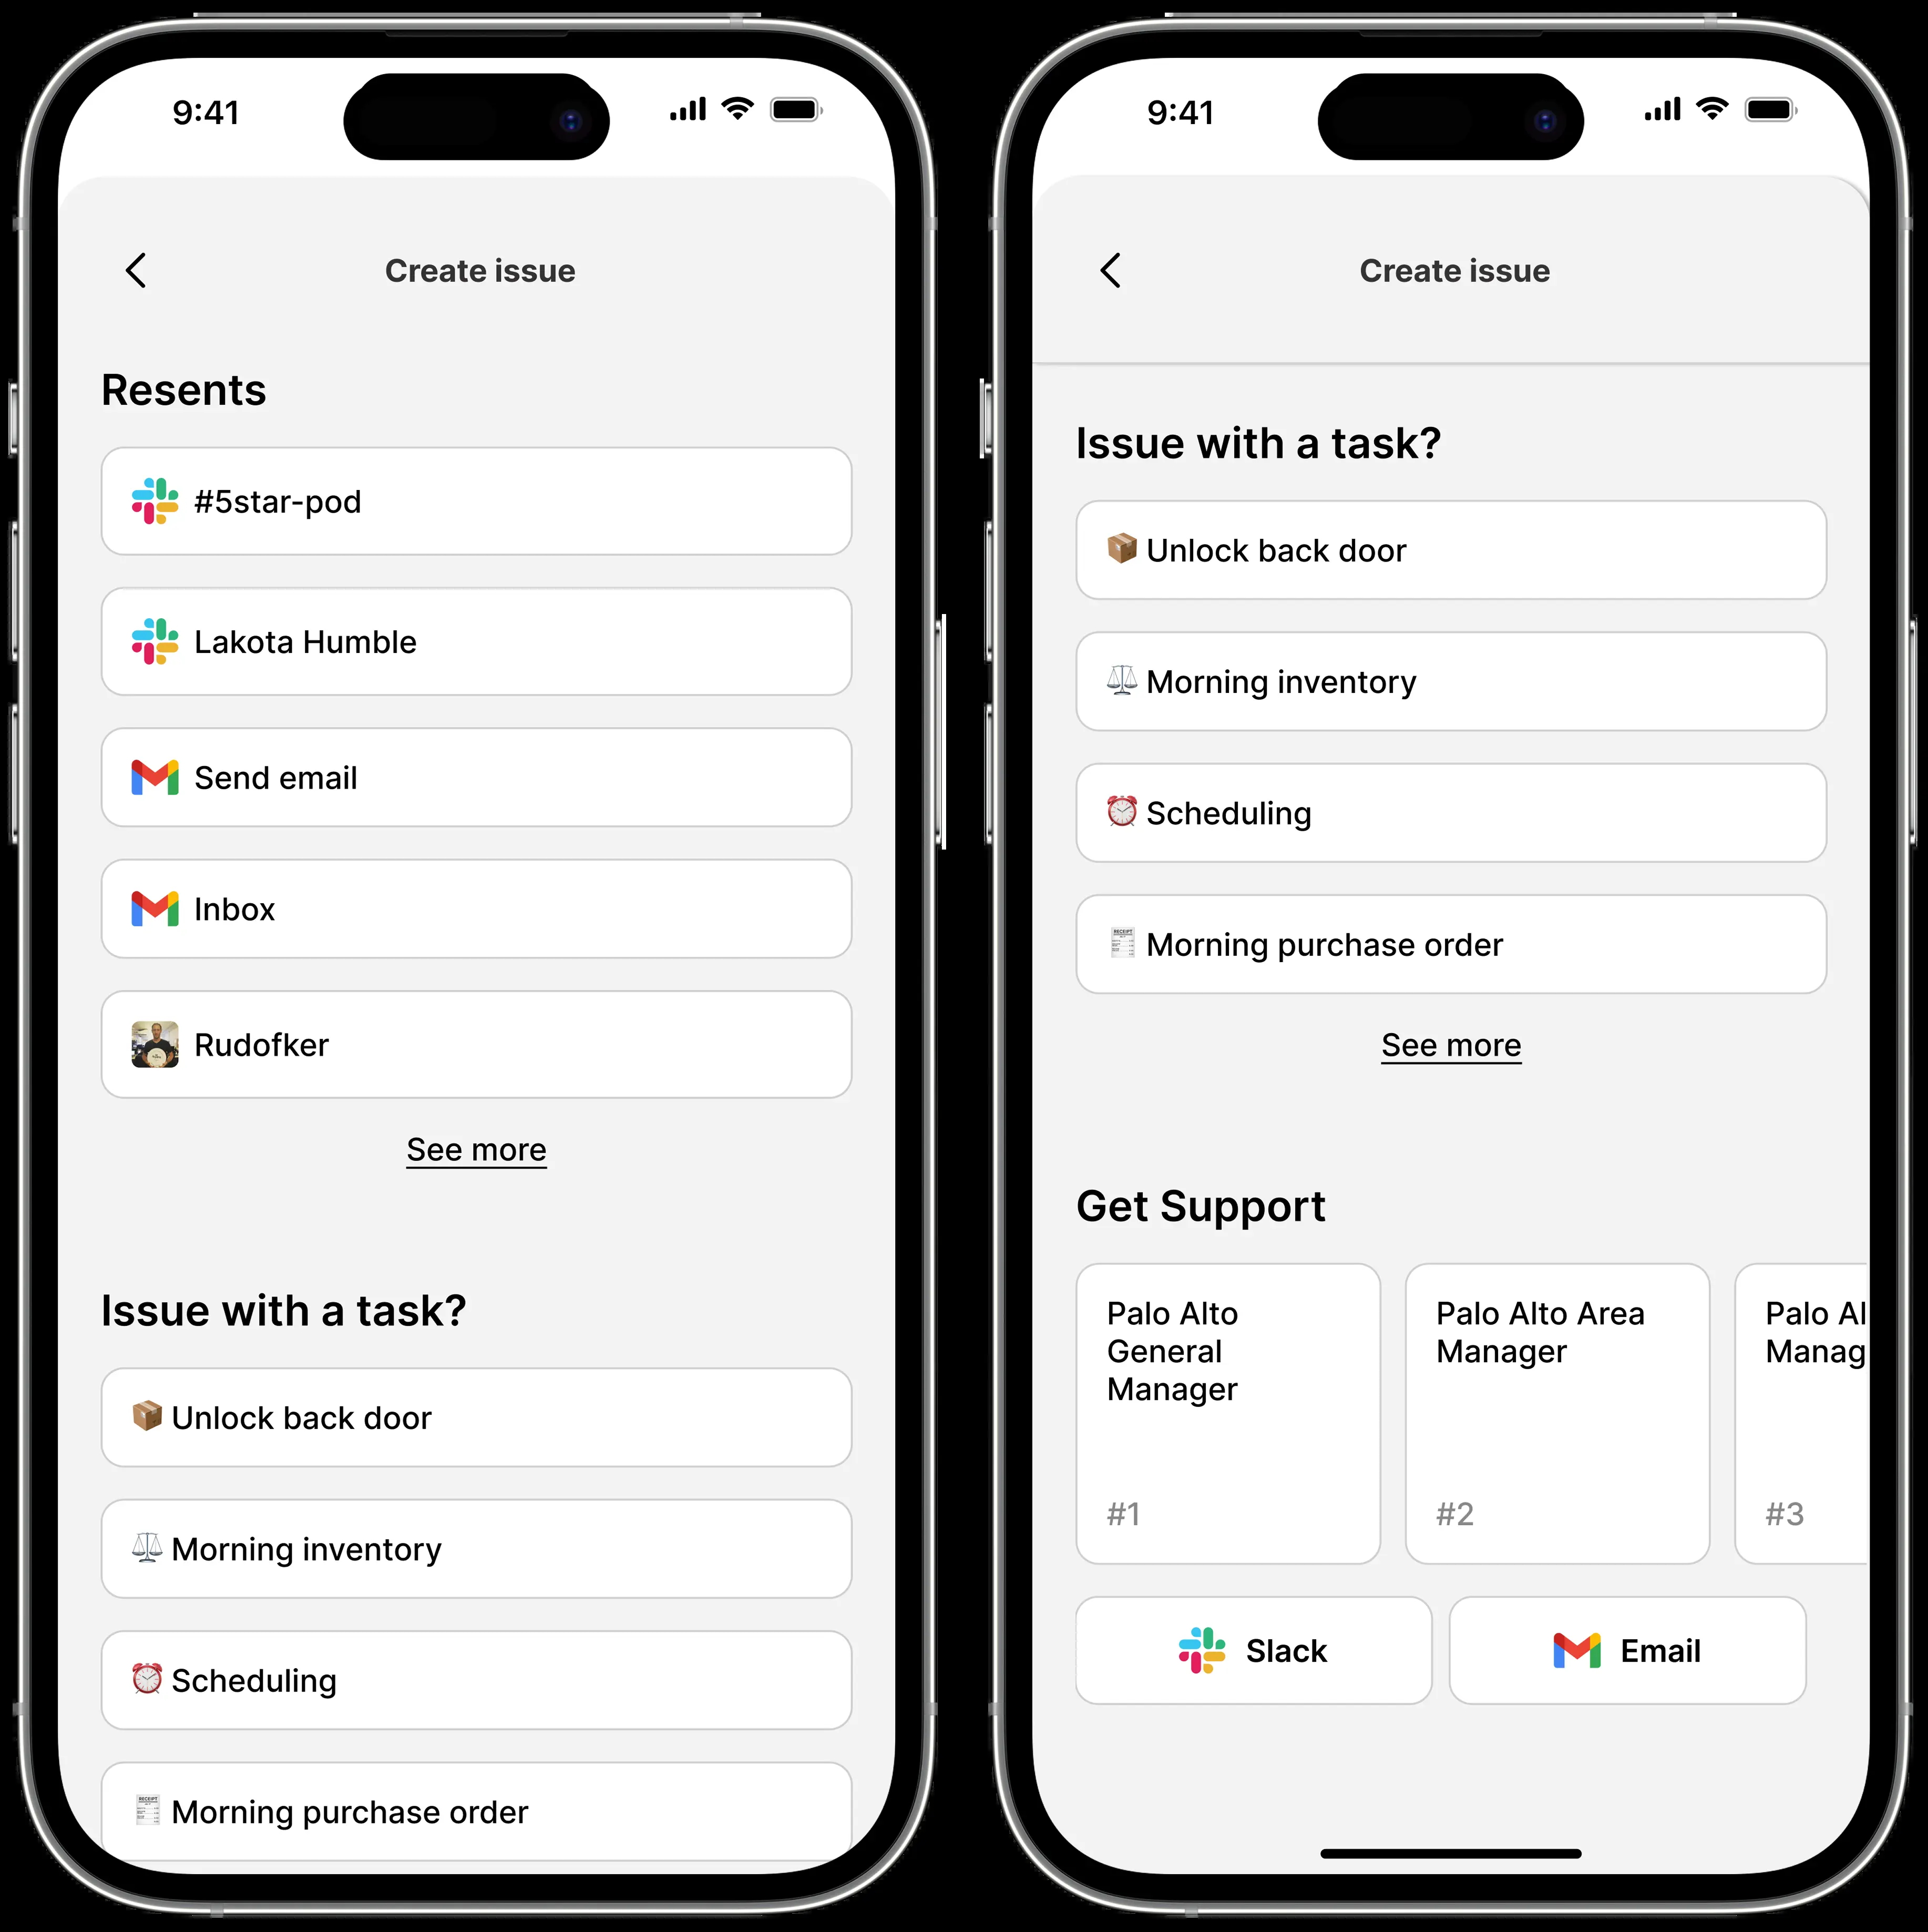 9:41
Create issue
Resents
#5star-pod
Lakota Humble
Send email
Inbox
Rudofker
See more
Issue with a task?
Unlock back door
Morning inventory
Scheduling
Morning purchase order
9:41
Create issue
Issue with a task?
Unlock back door
Morning inventory
Scheduling
Morning purchase order
See more
Get Support
Palo Alto
General
Manager
#1
Palo Alto Area
Manager
#2
Palo Al
Manag
#3
Slack
Email